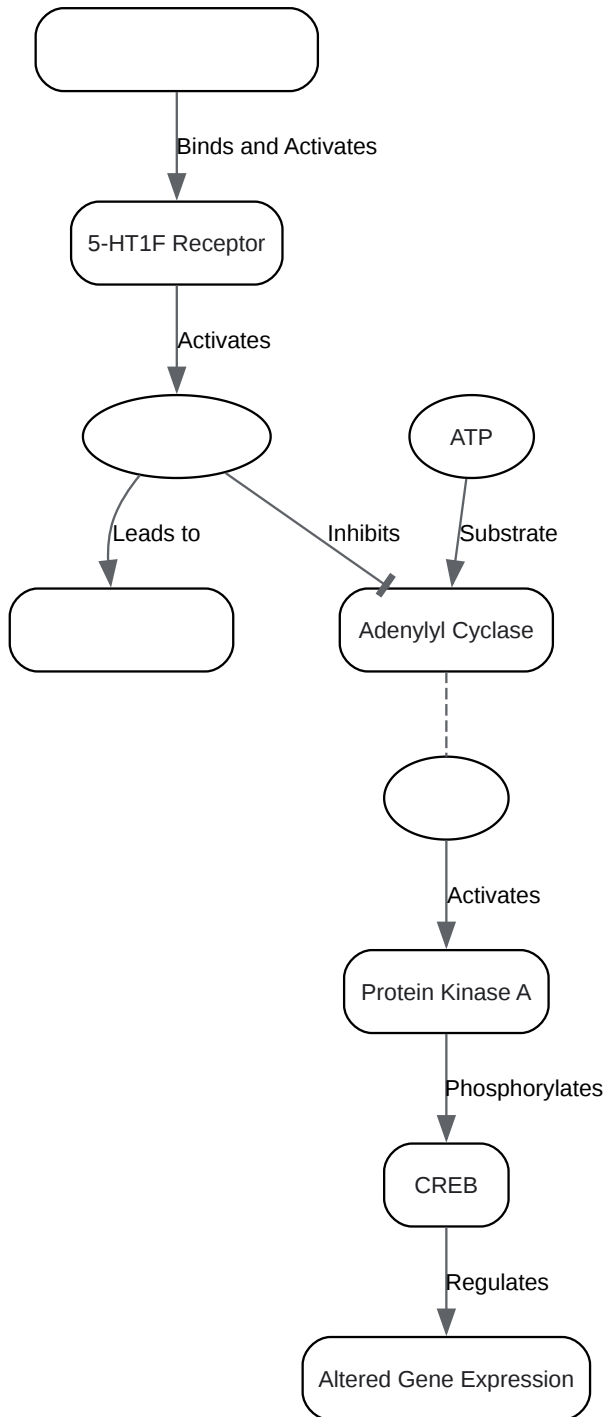 Binds and Activates
5-HT1F Receptor
Activates
ATP
Leads to
Inhibits
Substrate
Adenylyl Cyclase
Activates
Protein Kinase A
Phosphorylates
CREB
Regulates
Altered Gene Expression